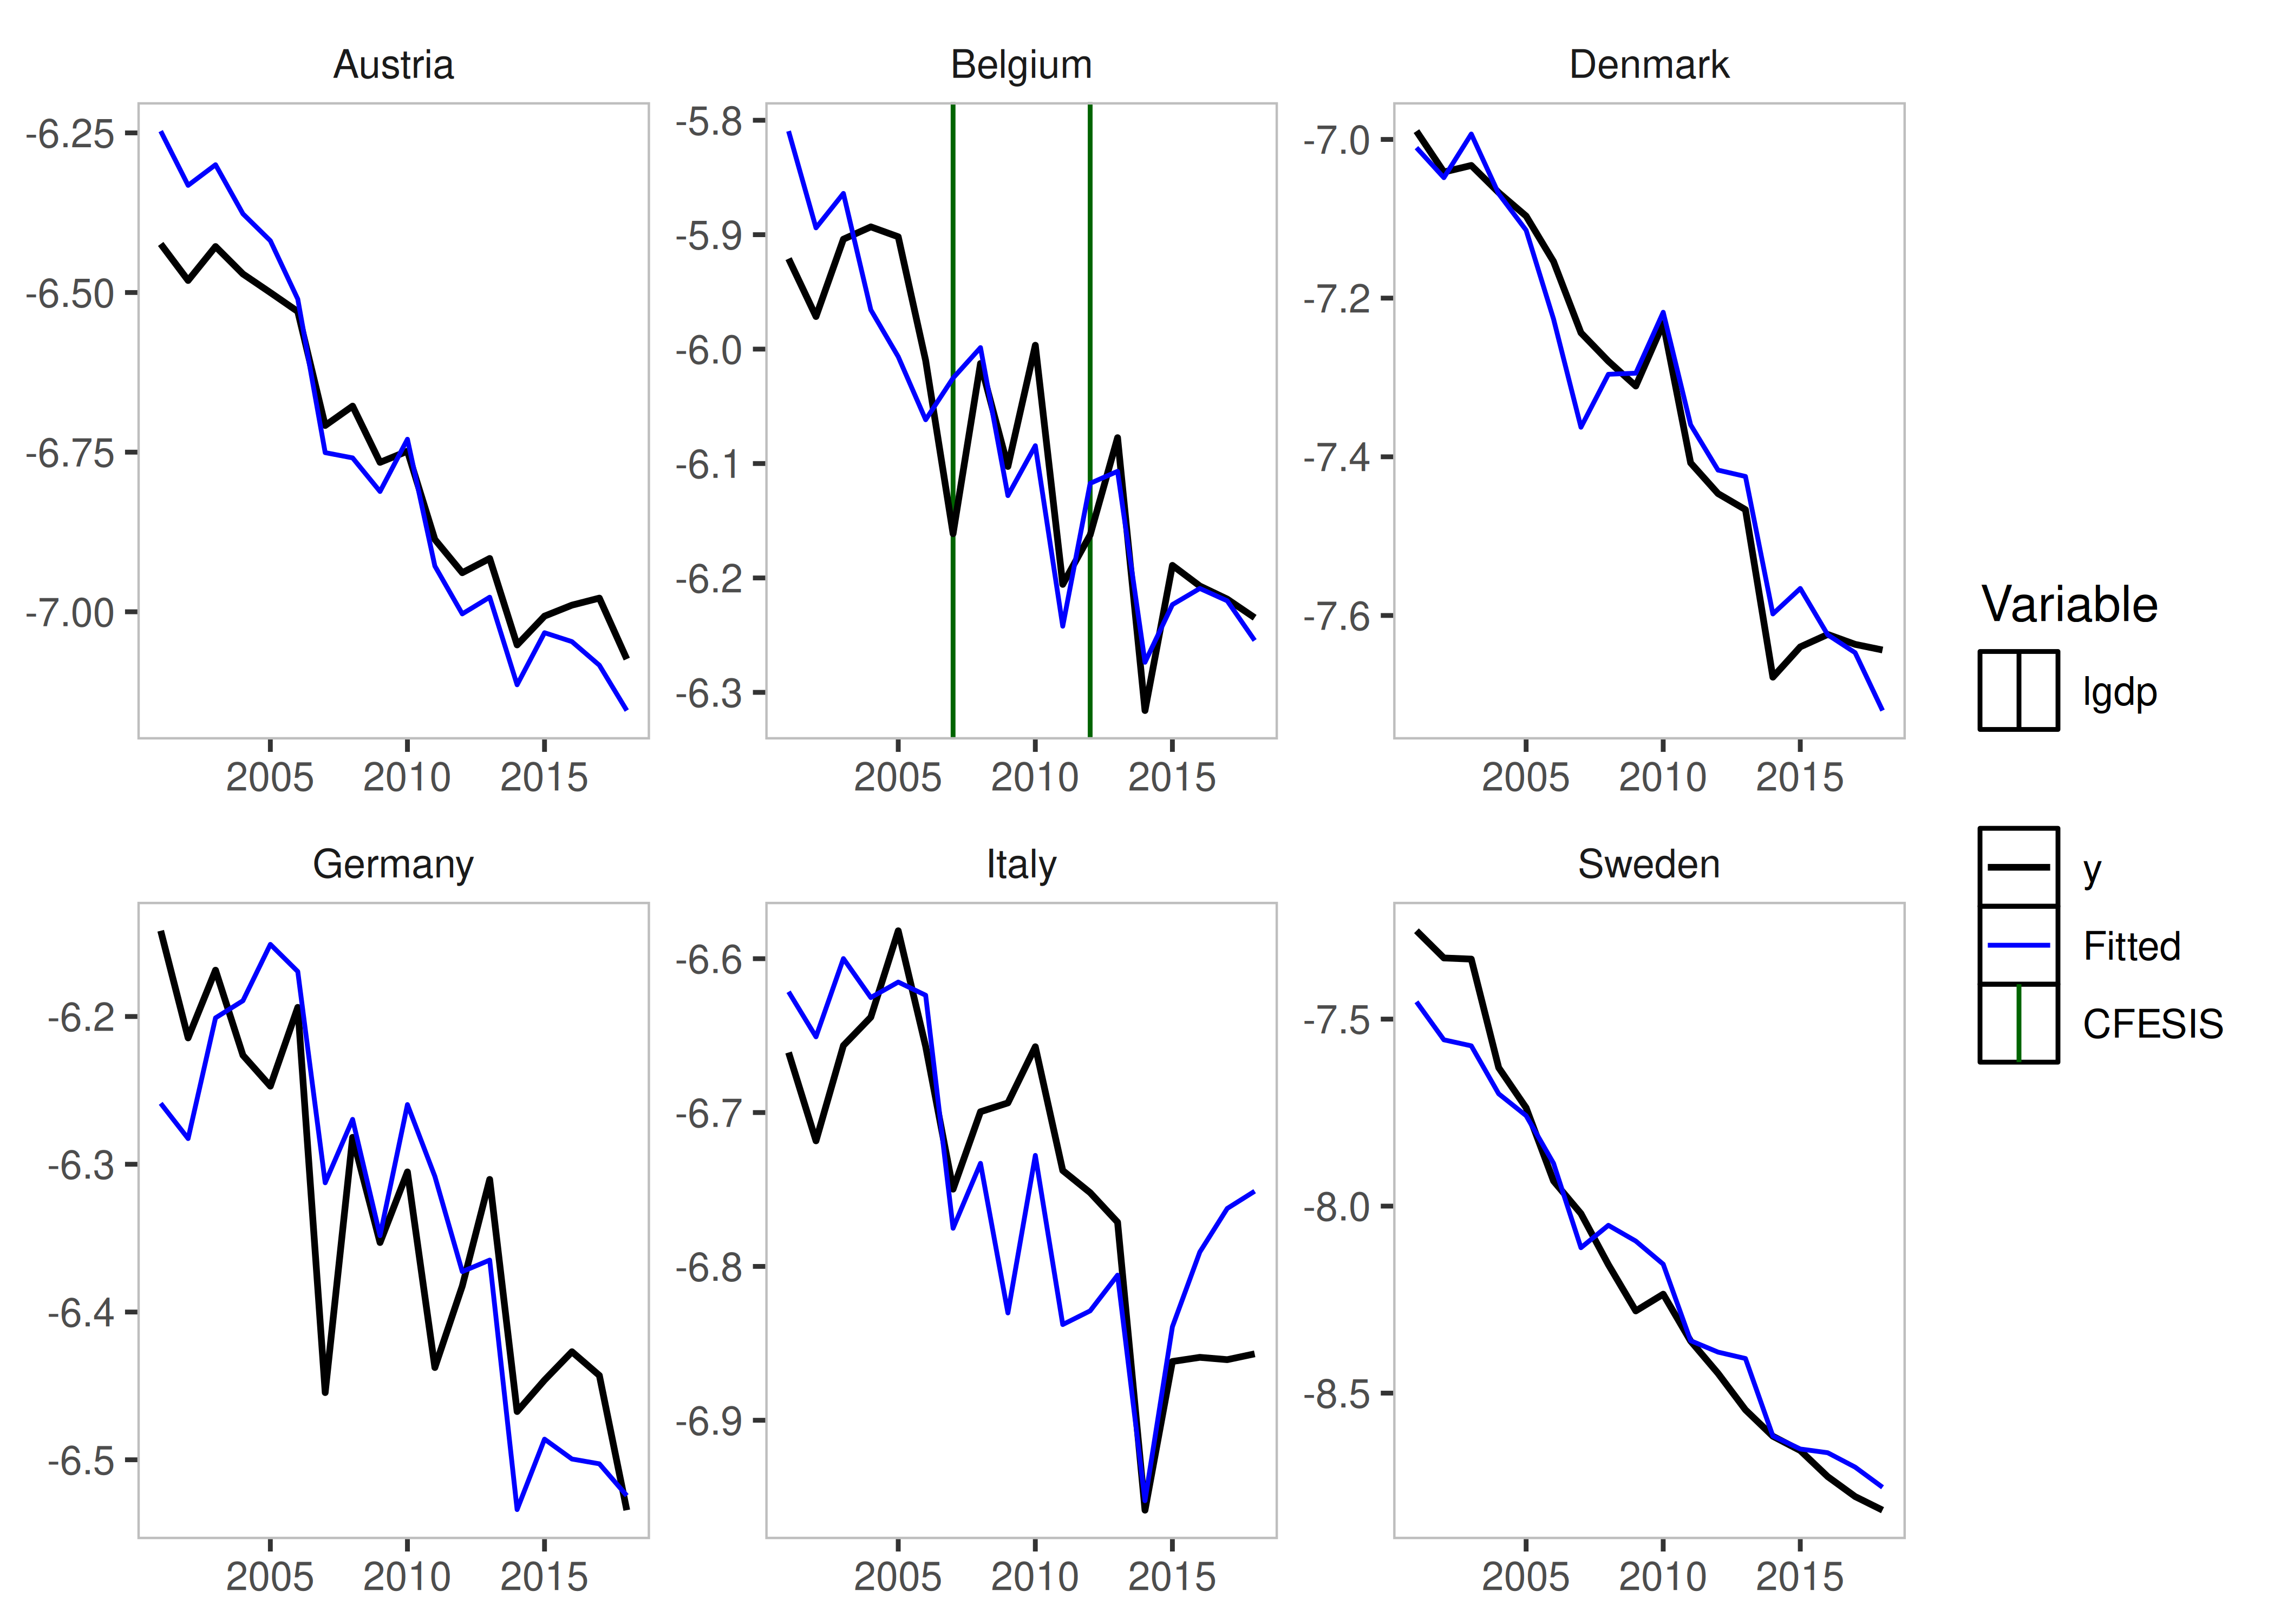 Austria
Belgium
Denmark
-6.25
-6.50
-6.75
-7.00
2005 2010 2015
-5.8
-5.9
-6.0
-6.1
-6.2
-6.3
2005 2010 2015
-7.0
-7.2
-7.4
-7.6
2005 2010 2015
Germany
Italy
Sweden
-6.2
-6.3
-6.4
-6.5
2005 2010 2015
-6.6
-6.7
-6.8
-6.9
2005 2010 2015
-7.5
-8.0
-8.5
2005 2010 2015
Variable
lgdp
y
Fitted
CFESIS